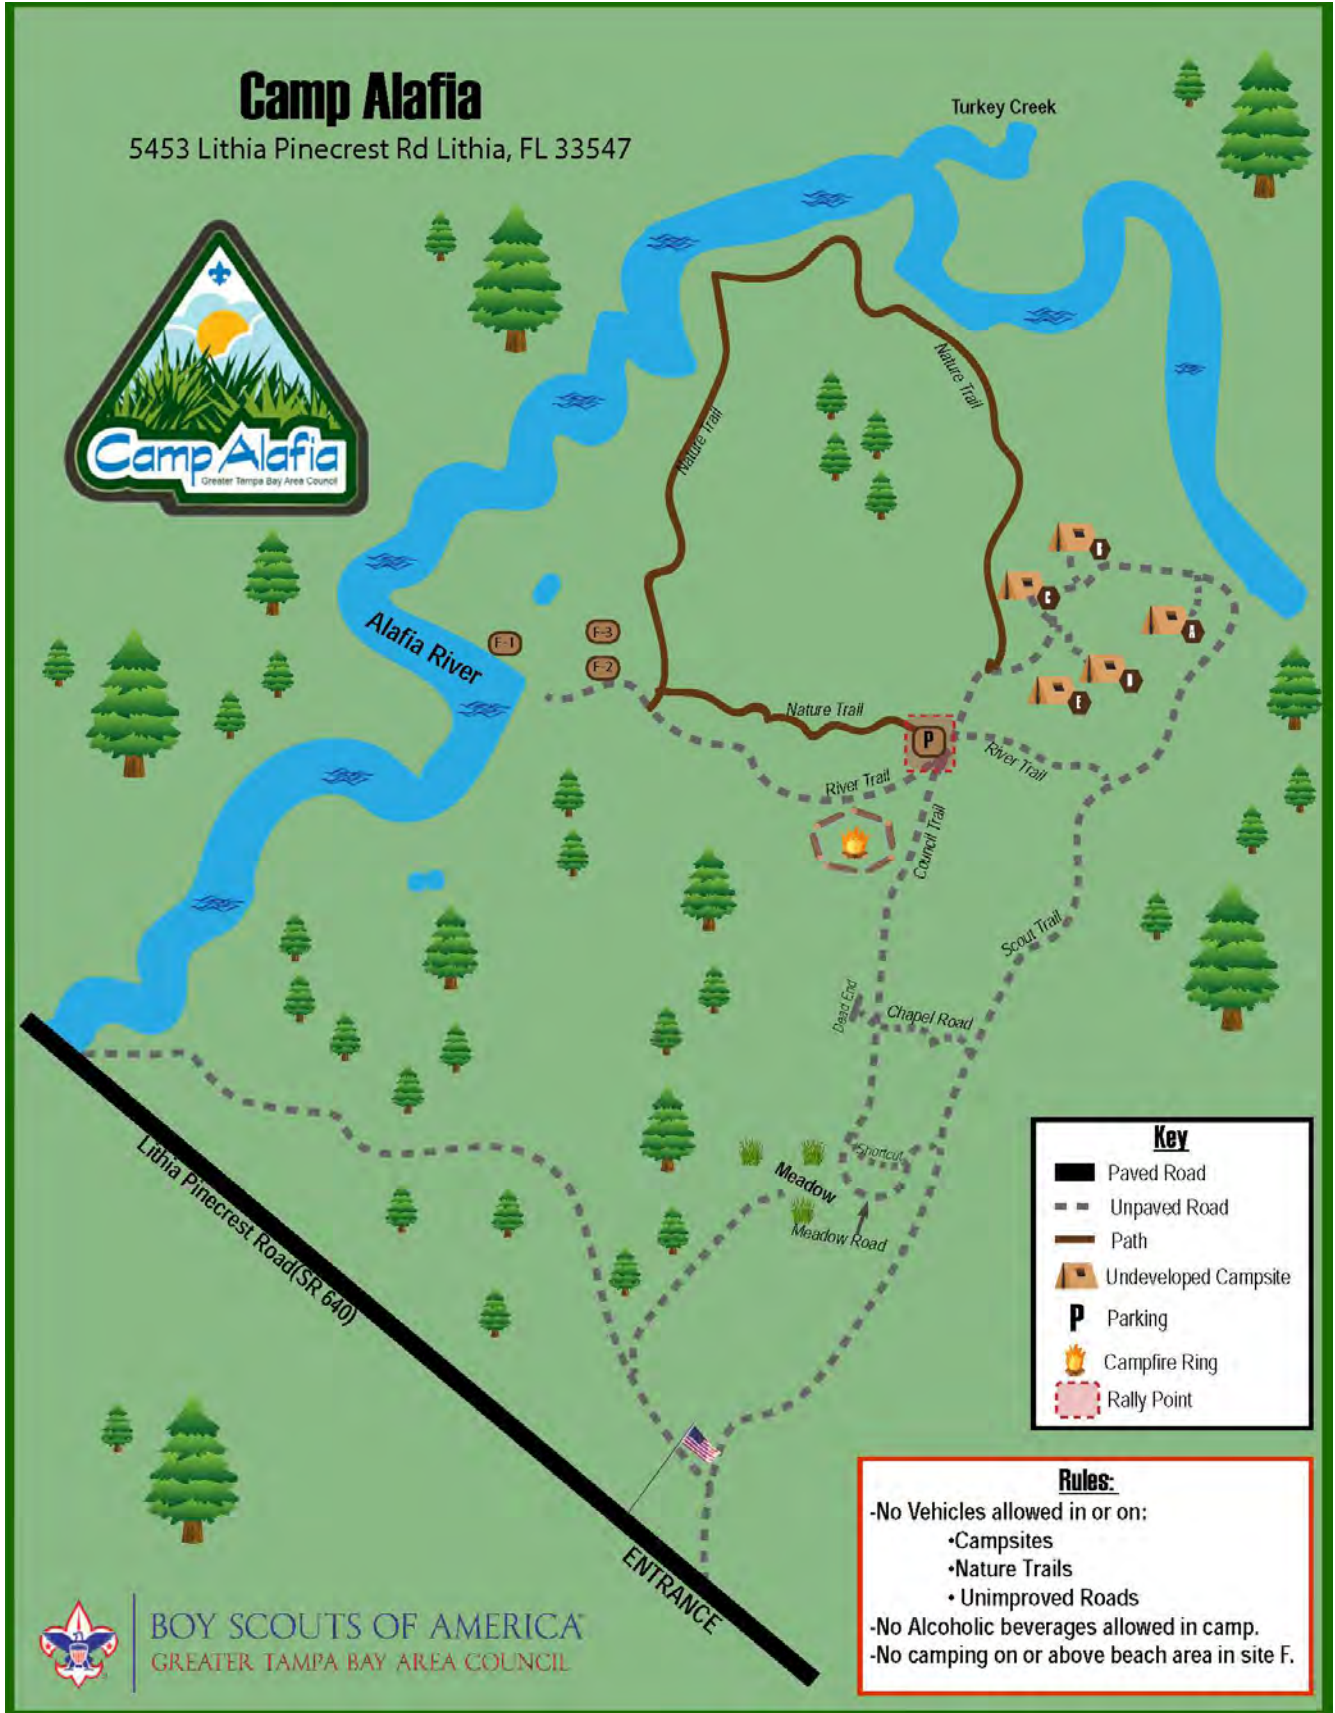 Camp Alafia
5453 Lithia Pinecrest Rd Lithia, FL 33547
Turkey Creek
Camp Alafia
Greater Tampa Bay Area Council
Nature Trail
Nature Trail
B
C
A
D
E
Alafia River
F-1
F-3
F-2
Nature Trail
P
River Trail
River Trail
Council Trail
Scout Trail
Dead End
Chapel Road
Shortcut
Meadow
Meadow Road
Lithia Pinecrest Road(SR 640)
ENTRANCE
Key
Paved Road
Unpaved Road
Path
Undeveloped Campsite
P Parking
Campfire Ring
Rally Point
Rules:
-No Vehicles allowed in or on:
•Campsites
•Nature Trails
• Unimproved Roads
-No Alcoholic beverages allowed in camp.
-No camping on or above beach area in site F.
BOY SCOUTS OF AMERICA
GREATER TAMPA BAY AREA COUNCIL